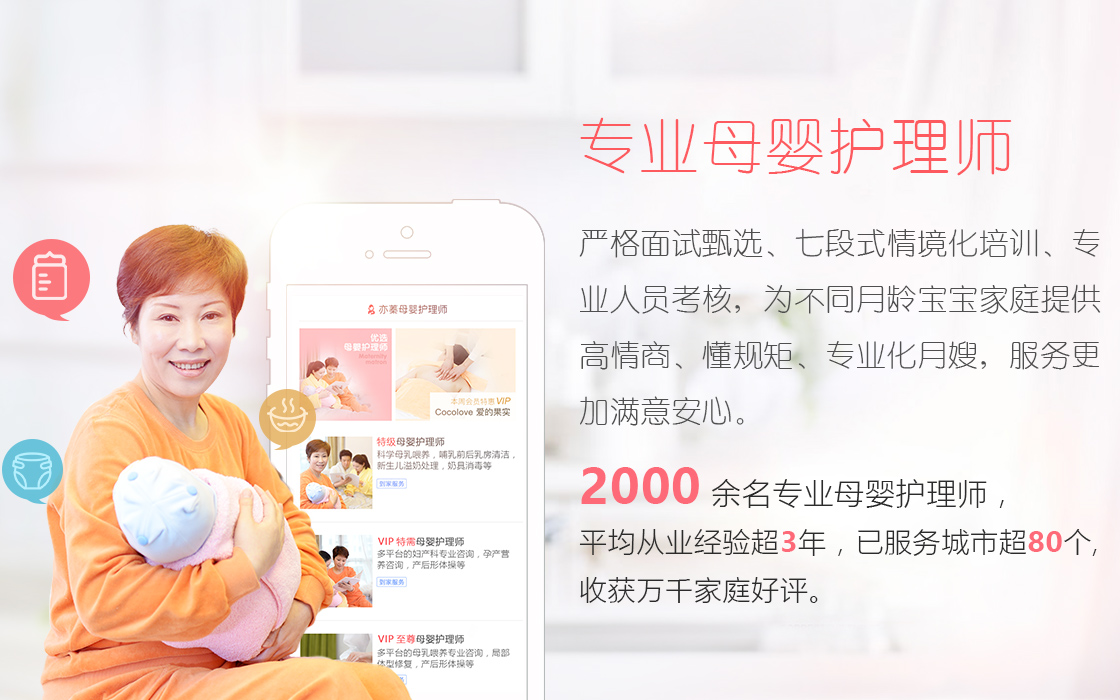 专业母婴护理师
严格面试甄选、七段式情境化培训、专
业人员考核，为不同月龄宝宝家庭提供
高情商、懂规矩、专业化月嫂，服务更
加满意安心。
2000 余名专业母婴护理师，
平均从业经验超3年，已服务城市超80个,
收获万千家庭好评。
亦蓁母婴护理师
优选
母婴护理师
Maternity
matron
本周会员特惠 VIP
Cocolove 爱的果实
特级母婴护理师
科学母乳喂养，哺乳前后乳房清洁，
新生儿溢奶处理，奶具消毒等
到家服务
VIP 特需母婴护理师
多平台的妇产科专业咨询，孕产营
养咨询，产后形体操等
到家服务
VIP 至尊母婴护理师
多平台的母乳喂养专业咨询，局部
体型修复，产后形体操等